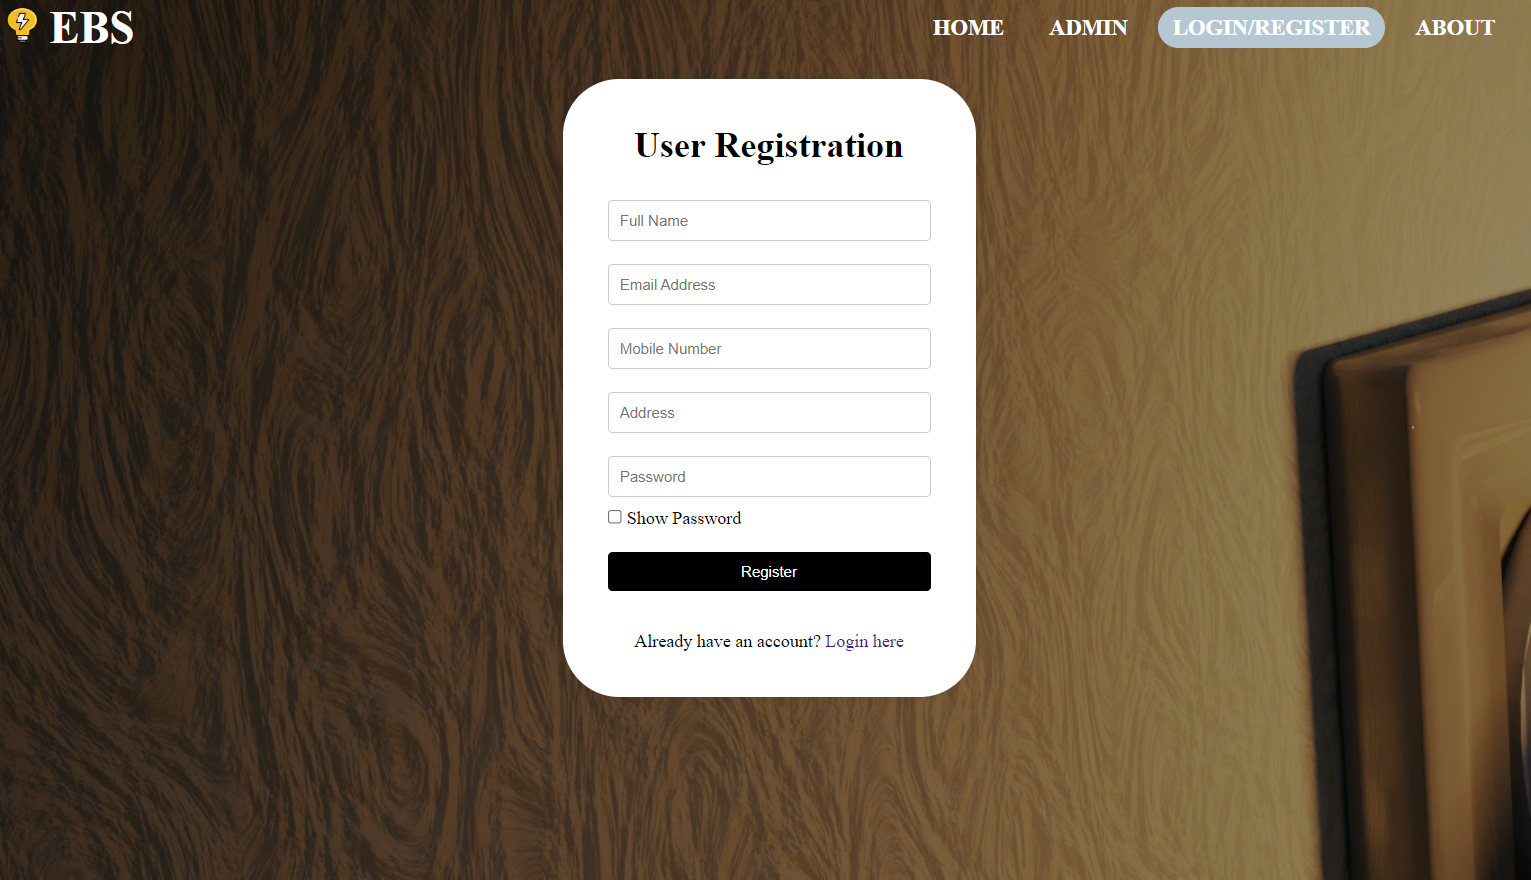 EBS
HOME ADMIN LOGIN/REGISTER ABOUT
User Registration
Full Name
Email Address
Mobile Number
Address
Password
Show Password
Register
Already have an account? Login here